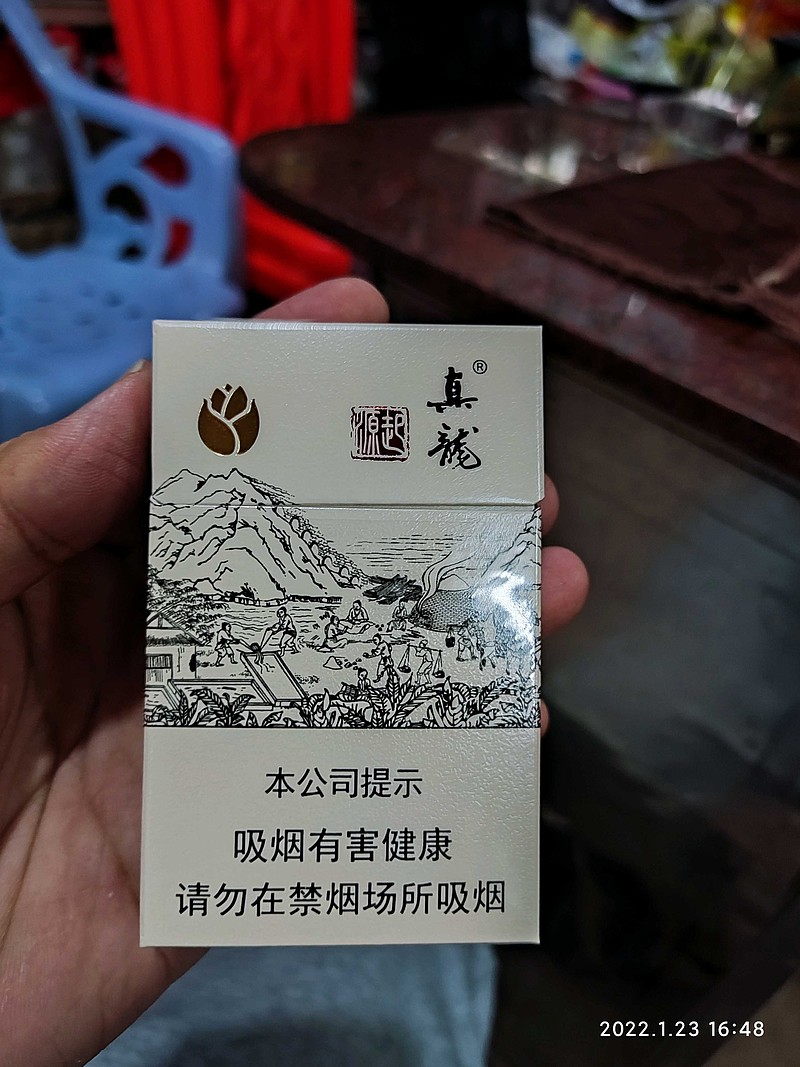 真龍®
起源
本公司提示
吸烟有害健康
请勿在禁烟场所吸烟
2022.1.23 16:48